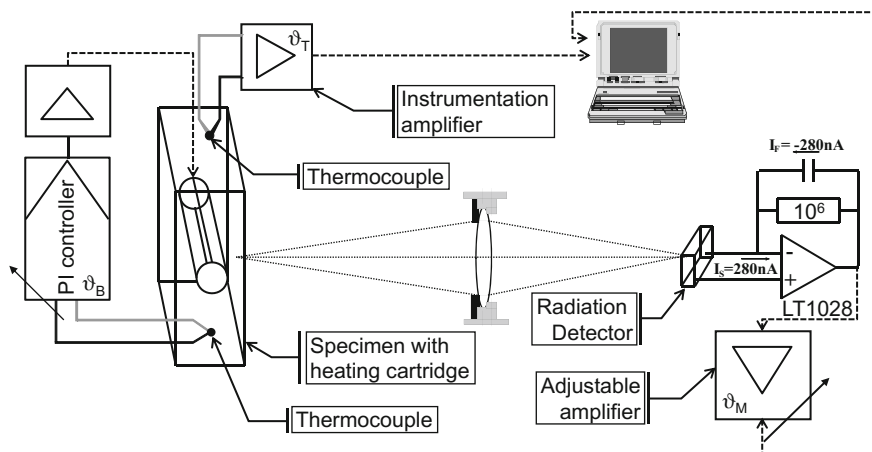 ϑT
Instrumentation
amplifier
Thermocouple
PI controller
ϑB
Specimen with
heating cartridge
Thermocouple
Radiation
Detector
IF= -280nA
10⁶
-
+
IS=280nA
LT1028
Adjustable
amplifier
ϑM